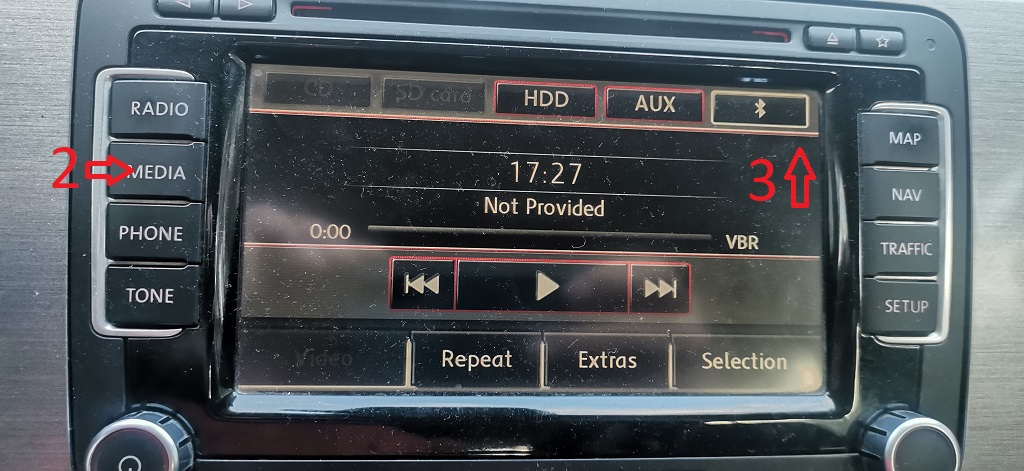 RADIO
MEDIA
PHONE
TONE
2
CD
SD card
HDD
AUX
17:27
Not Provided
0:00
VBR
Video
Repeat
Extras
Selection
3
MAP
NAV
TRAFFIC
SETUP